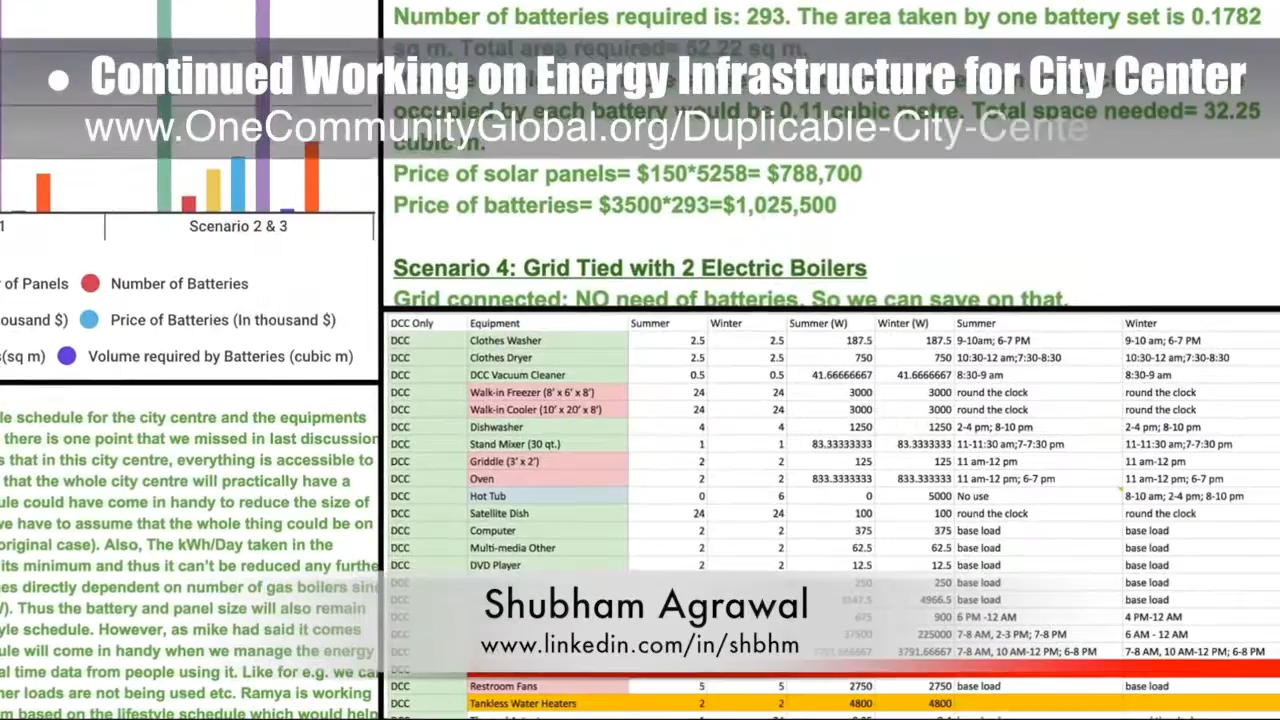 Number of batteries required is: 293. The area taken by one battery set is 0.1782
sq m. Total area required= 52.22 sq m.
• Continued Working on Energy Infrastructure for City Center
occupied by each battery would be 0.11 cubic metre. Total space needed= 32.25
www.OneCommunityGlobal.org/Duplicable-City-Cente
cubic m.
Price of solar panels= $150*5258= $788,700
Price of batteries= $3500*293=$1,025,500
Scenario 4: Grid Tied with 2 Electric Boilers
Grid connected: NO need of batteries. So we can save on that.
1 Scenario 2 & 3
of Panels Number of Batteries
ousand $) Price of Batteries (In thousand $)
(sq m) Volume required by Batteries (cubic m)
le schedule for the city centre and the equipments
there is one point that we missed in last discussion
s that in this city centre, everything is accessible to
that the whole city centre will practically have a
ule could have come in handy to reduce the size of
ve have to assume that the whole thing could be on
original case). Also, The kWh/Day taken in the
its minimum and thus it can't be reduced any furthe
es directly dependent on number of gas boilers sin
/). Thus the battery and panel size will also remain
yle schedule. However, as mike had said it comes
ule will come in handy when we manage the energy
al time data from people using it. Like for e.g. we ca
her loads are not being used etc. Ramya is working
m based on the lifestyle schedule which would help
DCC Only Equipment Summer Winter Summer (W) Winter (W) Summer Winter
DCC Clothes Washer 2.5 2.5 187.5 187.5 9-10am; 6-7 PM 9-10 am; 6-7 PM
DCC Clothes Dryer 2.5 2.5 750 750 10:30-12 am;7:30-8:30 10:30-12 am;7:30-8:30
DCC DCC Vacuum Cleaner 0.5 0.5 41.66666667 41.6666667 8:30-9 am 8:30-9 am
DCC Walk-in Freezer (8' x 6' x 8') 24 24 3000 3000 round the clock round the clock
DCC Walk-in Cooler (10' x 20' x 8') 24 24 3000 3000 round the clock round the clock
DCC Dishwasher 4 4 1250 1250 2-4 pm; 8-10 pm 2-4 pm; 8-10 pm
DCC Stand Mixer (30 qt.) 1 1 83.33333333 83.3333333 11-11:30 am;7-7:30 pm 11-11:30 am;7-7:30 pm
DCC Griddle (3' x 2') 2 2 125 125 11 am-12 pm 11 am-12 pm
DCC Oven 2 2 833.3333333 833.333333 11 am-12 pm; 6-7 pm 11 am-12 pm; 6-7 pm
DCC Hot Tub 0 6 0 5000 No use 8-10 am; 2-4 pm; 8-10 pm
DCC Satellite Dish 24 24 100 100 round the clock round the clock
DCC Computer 2 2 375 375 base load base load
DCC Multi-media Other 2 2 62.5 62.5 base load base load
DCC DVD Player 2 2 12.5 12.5 base load base load
DCC 250 250 base load base load
DCC 4966.5 base load base load
DCC 675 900 6 PM -12 AM 4 PM-12 AM
DCC 37500 225000 7-8 AM, 2-3 PM; 7-8 PM 6 AM - 12 AM
DCC 3791.66667 7-8 AM, 10 AM-12 PM; 6-8 PM 7-8 AM, 10 AM-12 PM; 6-8 PM
DCC
Shubham Agrawal
www.linkedin.com/in/shbhm
DCC Restroom Fans 5 5 2750 2750 base load base load
DCC Tankless Water Heaters 2 2 4800 4800